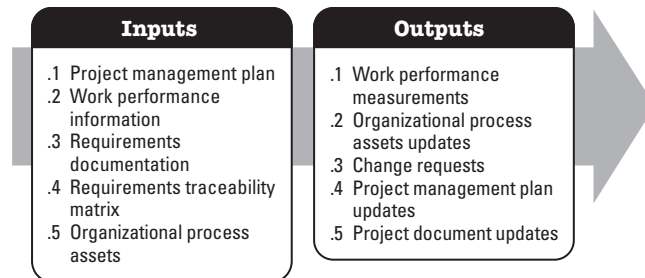 Inputs
.1 Project management plan
.2 Work performance
information
.3 Requirements
documentation
.4 Requirements traceability
matrix
.5 Organizational process
assets
Outputs
.1 Work performance
measurements
.2 Organizational process
assets updates
.3 Change requests
.4 Project management plan
updates
.5 Project document updates